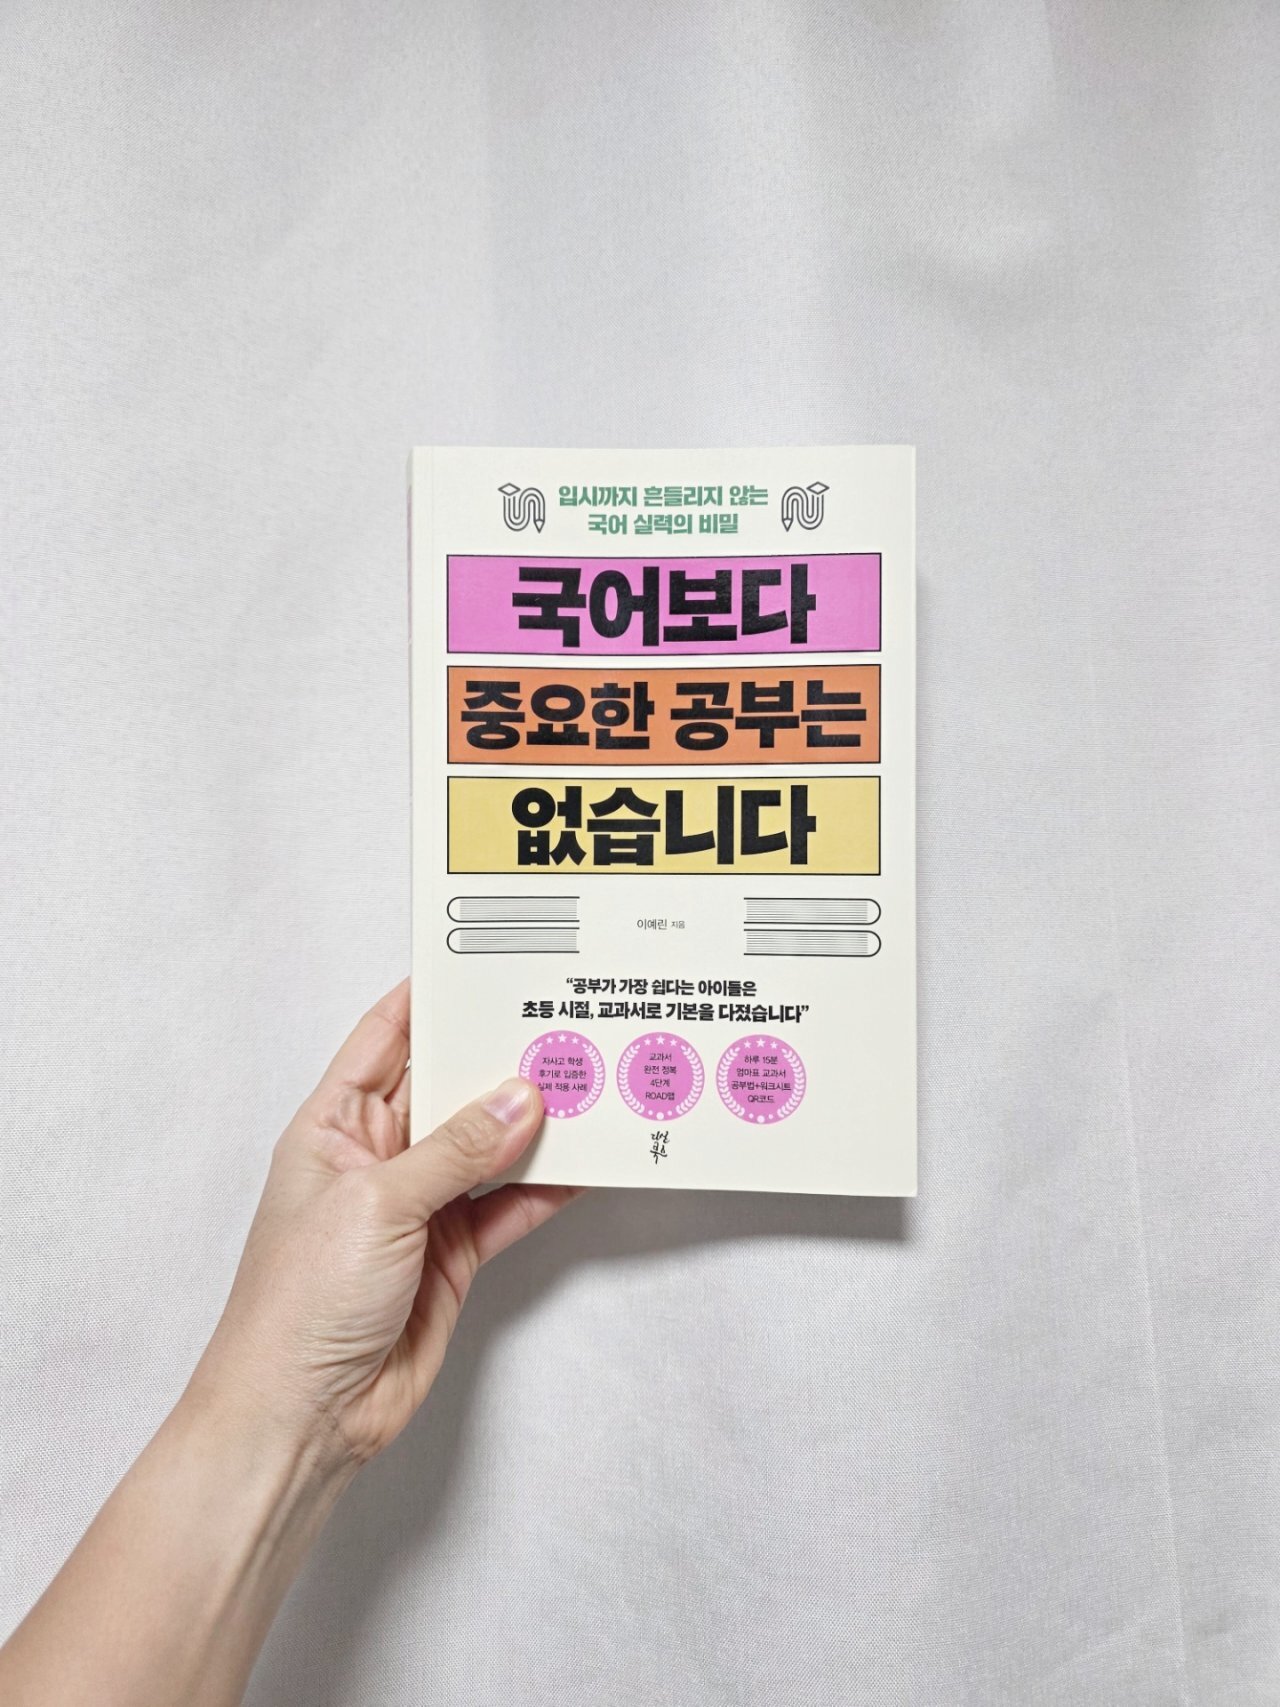 입시까지 흔들리지 않는
국어 실력의 비밀
국어보다
중요한 공부는
없습니다
이예린 지음
“공부가 가장 쉽다는 아이들은
초등 시절, 교과서로 기본을 다졌습니다”
자사고 학생
후기로 입증한
실제 적용 사례
교과서
완전 정복
4단계
ROAD맵
하루 15분
엄마표 교과서
공부법+워크시트
QR코드
다산
북스